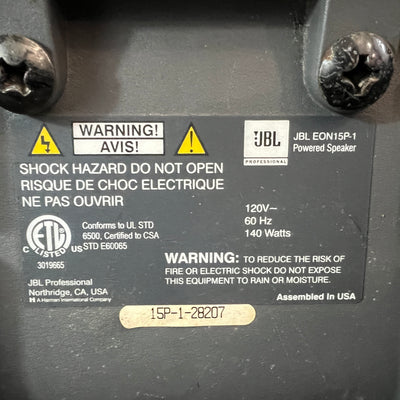 WARNING!
AVIS!
SHOCK HAZARD DO NOT OPEN
RISQUE DE CHOC ELECTRIQUE
NE PAS OUVRIR
JBL
PROFESSIONAL
JBL EON15P-1
Powered Speaker
120V~
60 Hz
140 Watts
ETL
C LISTED US
3019665
Conforms to UL STD
6500, Certified to CSA
STD E60065
JBL Professional
Northridge, CA, USA
H A Harman International Company
WARNING: TO REDUCE THE RISK OF
FIRE OR ELECTRIC SHOCK DO NOT EXPOSE
THIS EQUIPMENT TO RAIN OR MOISTURE.
Assembled In USA
15P-1-28207